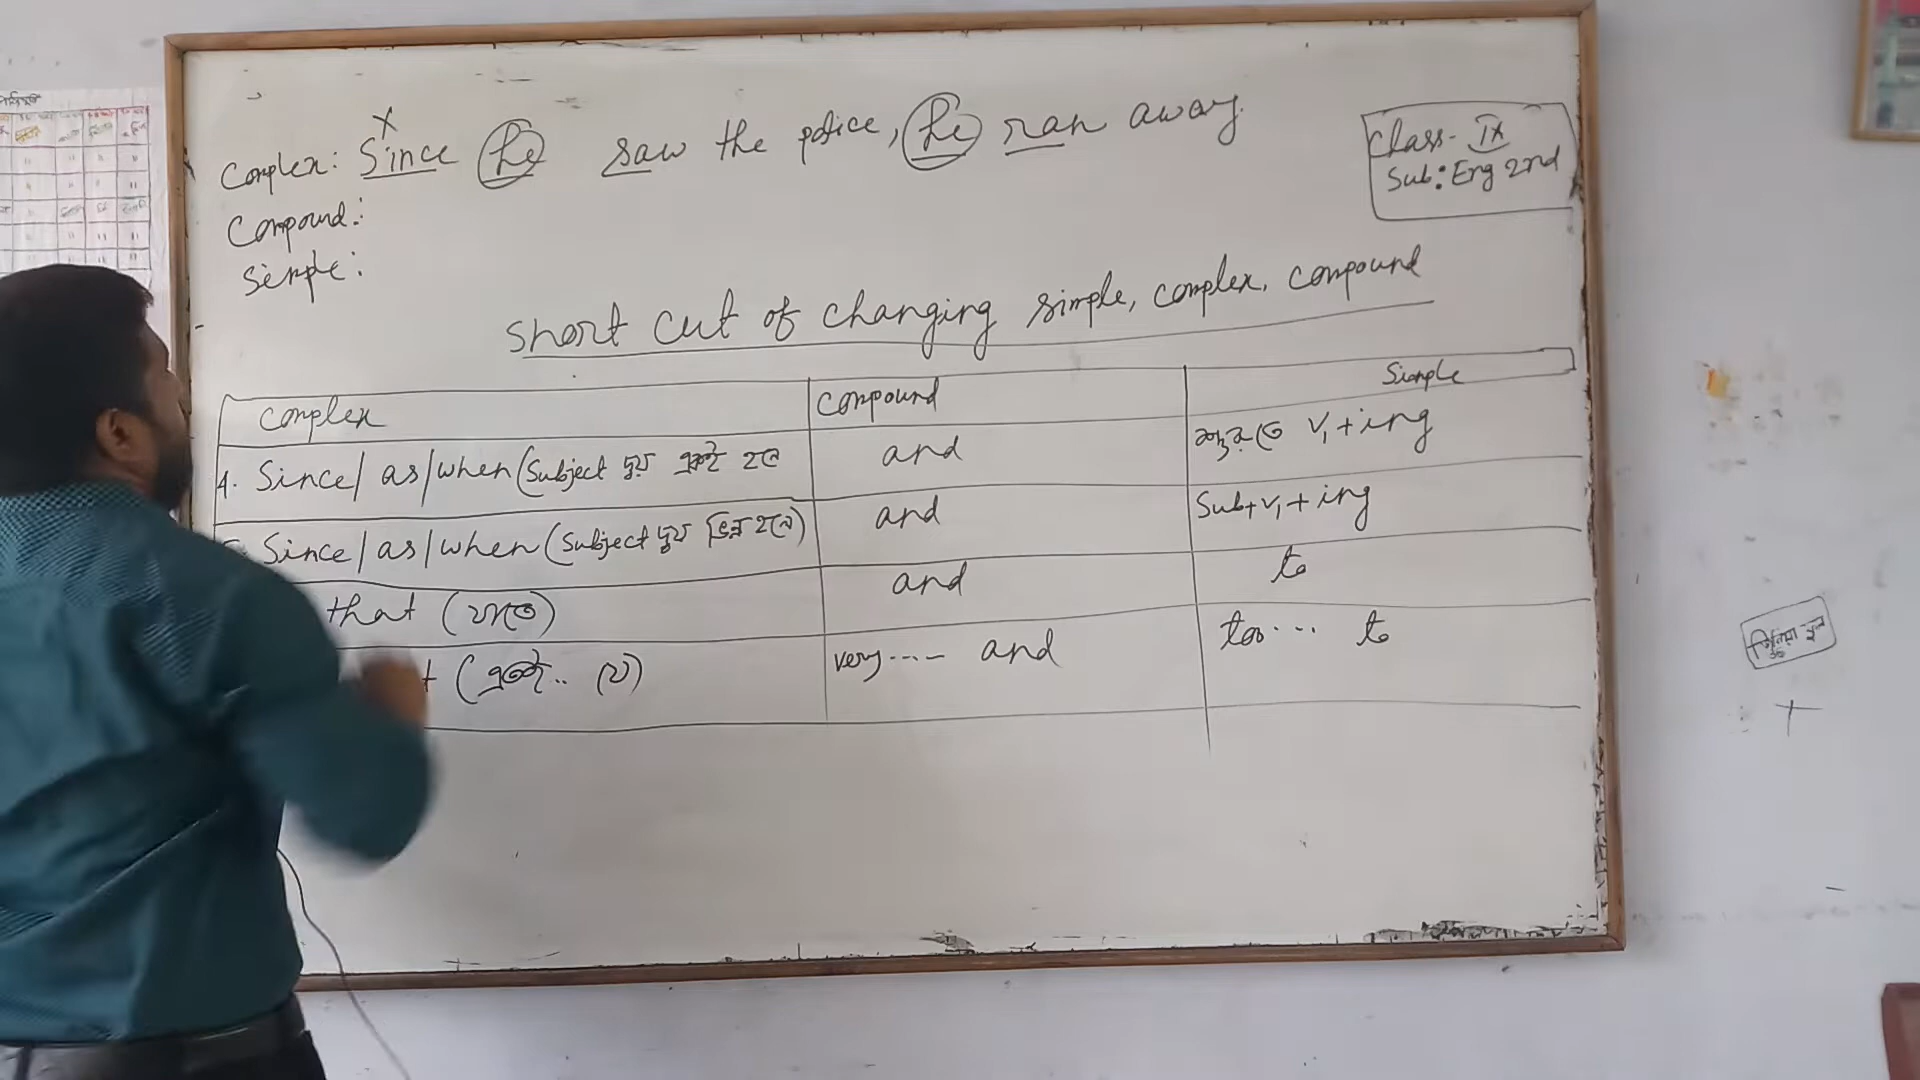 Complex: Since he saw the police, he ran away.
Compound:
Simple:
Class- IX
Sub: Eng 2nd
Short cut of changing simple, complex, compound
Complex Compound Simple
4. Since/ as/when (Subject দুটি একই হলে and শুরুতে V1+ing
Since/as/when (Subject দুটি ভিন্ন হলে) and Sub+V1+ing
that (যাতে) and to
(এতই.. যে) very.... and too... to